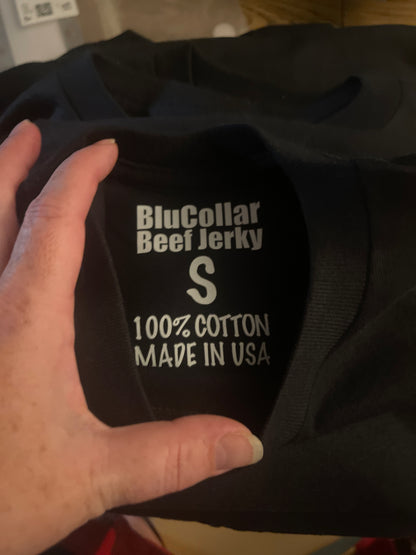 BluCollar
Beef Jerky
S
100% COTTON
MADE IN USA